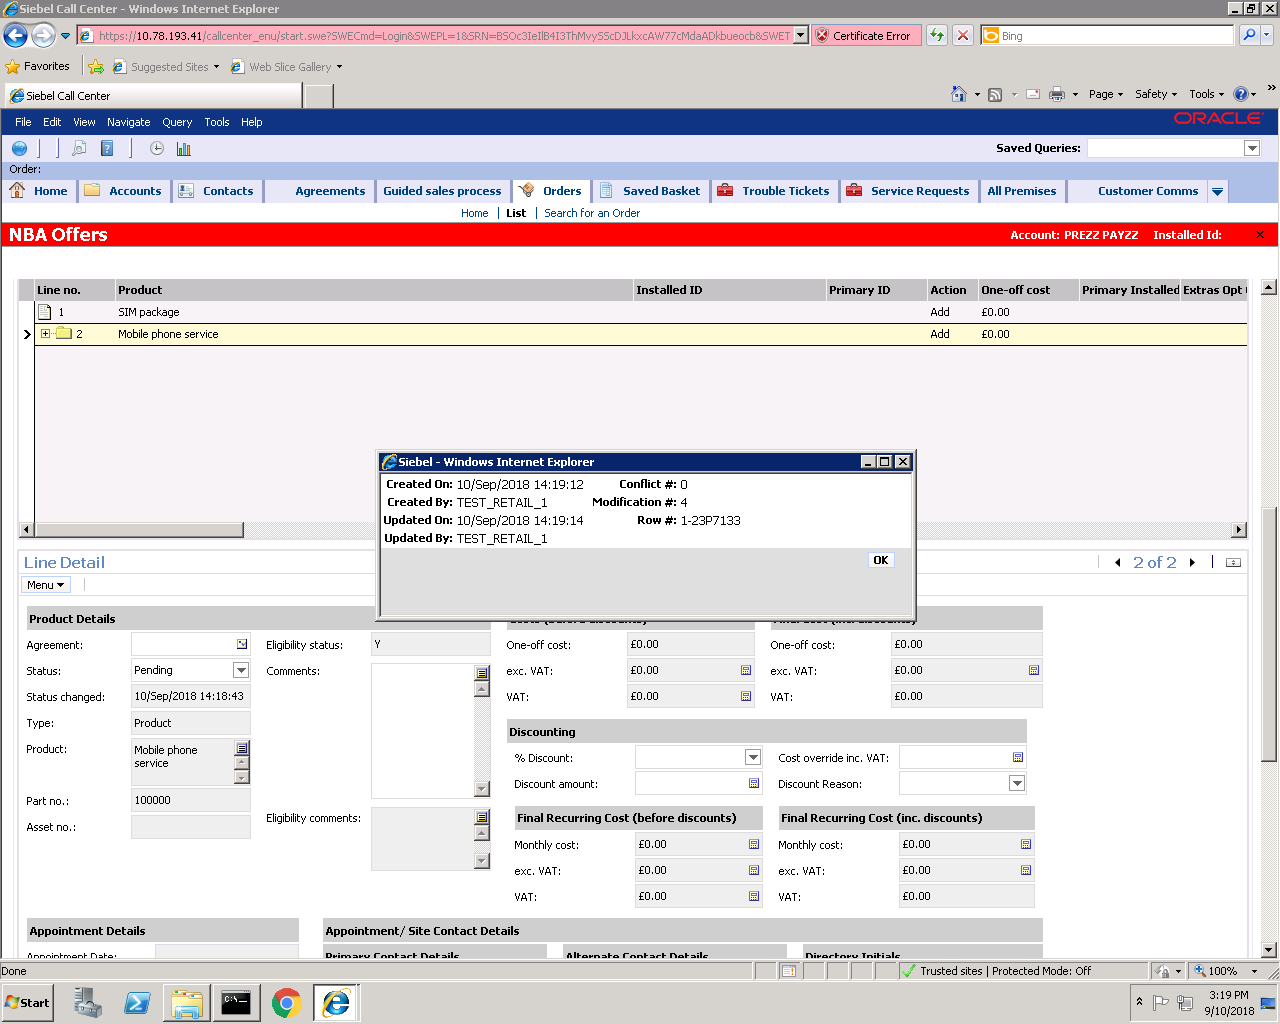 Siebel Call Center - Windows Internet Explorer
https://10.78.193.41/callcenter_enu/start.swe?SWECmd=Login&SWEPL=1&SRN=
Certificate Error
Bing
Favorites
Suggested Sites
Web Slice Gallery
Siebel Call Center
Page
Safety
Tools
File Edit View Navigate Query Tools Help
ORACLE
Saved Queries:
Order:
Home Accounts Contacts Agreements Guided sales process Orders Saved Basket Trouble Tickets Service Requests All Premises Customer Comms
Home List Search for an Order
NBA Offers
Account: PREZZ PAYZZ Installed Id:
Line no. Product Installed ID Primary ID Action One-off cost Primary Installed Extras Opt
1 SIM package Add £0.00
2 Mobile phone service Add £0.00
Siebel - Windows Internet Explorer
Created On: 10/Sep/2018 14:19:12 Conflict #: 0
Created By: TEST_RETAIL_1 Modification #: 4
Updated On: 10/Sep/2018 14:19:14 Row #: 1-23P7133
Updated By: TEST_RETAIL_1
OK
Line Detail
2 of 2
Menu
Product Details
Agreement: Eligibility status: Y One-off cost: £0.00 One-off cost: £0.00
Status: Pending Comments: exc. VAT: £0.00 exc. VAT: £0.00
Status changed: 10/Sep/2018 14:18:43 VAT: £0.00 VAT: £0.00
Type: Product
Discounting
Product: Mobile phone service
% Discount: Cost override inc. VAT:
Discount amount: Discount Reason:
Part no.: 100000
Asset no.: Eligibility comments:
Final Recurring Cost (before discounts) Final Recurring Cost (inc. discounts)
Monthly cost: £0.00 Monthly cost: £0.00
exc. VAT: £0.00 exc. VAT: £0.00
VAT: £0.00 VAT: £0.00
Appointment Details Appointment/ Site Contact Details
Appointment Date: Primary Contact Details Alternate Contact Details Directory Initials
Done
Trusted sites | Protected Mode: Off
100%
Start
3:19 PM
9/10/2018